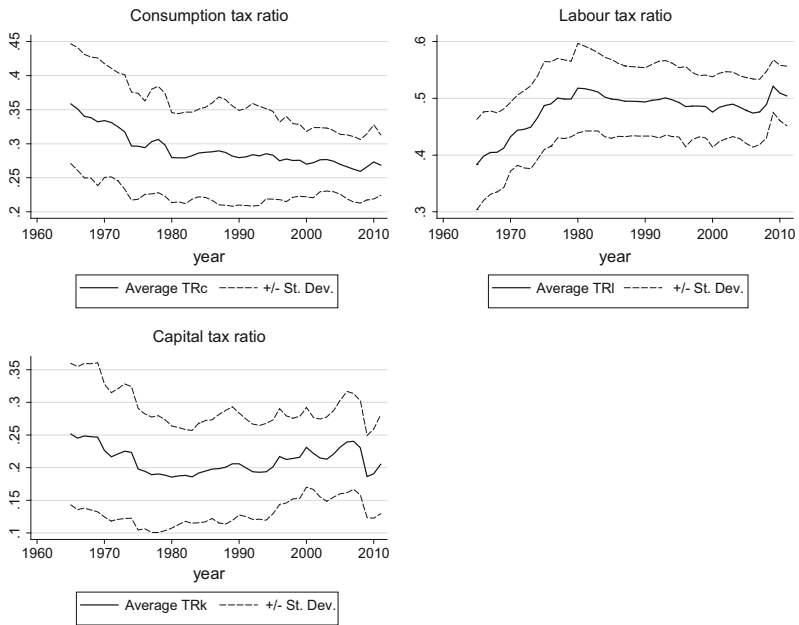 Consumption tax ratio
.45
.4
.35
.3
.25
.2
1960 1970 1980 1990 2000 2010
year
Average TRc +/- St. Dev.
Labour tax ratio
.6
.5
.4
.3
1960 1970 1980 1990 2000 2010
year
Average TRl +/- St. Dev.
Capital tax ratio
.35
.3
.25
.2
.15
.1
1960 1970 1980 1990 2000 2010
year
Average TRk +/- St. Dev.